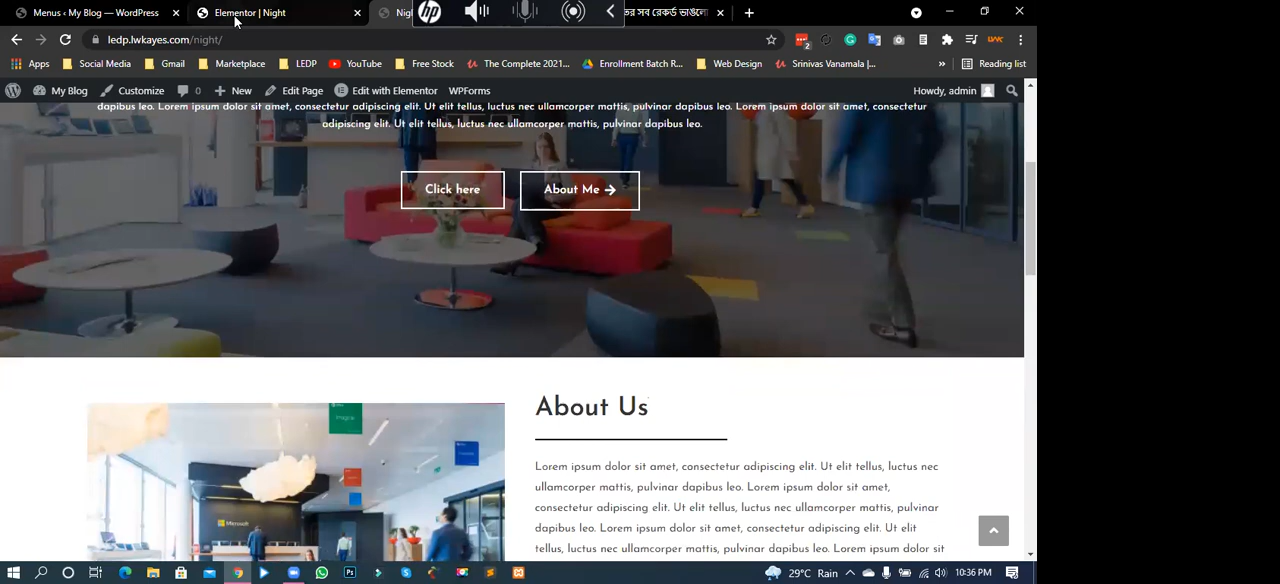 Menus ‹ My Blog — WordPress
Elementor | Night
hp
ের সব রেকর্ড ভাঙলো
ledp.lwkayes.com/night/
2
Apps
Social Media
Gmail
Marketplace
LEDP
YouTube
Free Stock
The Complete 2021...
Enrollment Batch R...
Web Design
Srinivas Vanamala |...
»
Reading list
My Blog
Customize
0
New
Edit Page
Edit with Elementor
WPForms
Howdy, admin
dapibus leo. Lorem ipsum dolor sit amet, consectetur adipiscing elit. Ut elit tellus, luctus nec ullamcorper mattis, pulvinar dapibus leo. Lorem ipsum dolor sit amet, consectetur
adipiscing elit. Ut elit tellus, luctus nec ullamcorper mattis, pulvinar dapibus leo.
Click here
About Me →
About Us
Lorem ipsum dolor sit amet, consectetur adipiscing elit. Ut elit tellus, luctus nec
ullamcorper mattis, pulvinar dapibus leo. Lorem ipsum dolor sit amet,
consectetur adipiscing elit. Ut elit tellus, luctus nec ullamcorper mattis, pulvinar
dapibus leo. Lorem ipsum dolor sit amet, consectetur adipiscing elit. Ut elit
tellus, luctus nec ullamcorper mattis, pulvinar dapibus leo. Lorem ipsum dolor sit
Microsoft
29°C Rain
10:36 PM